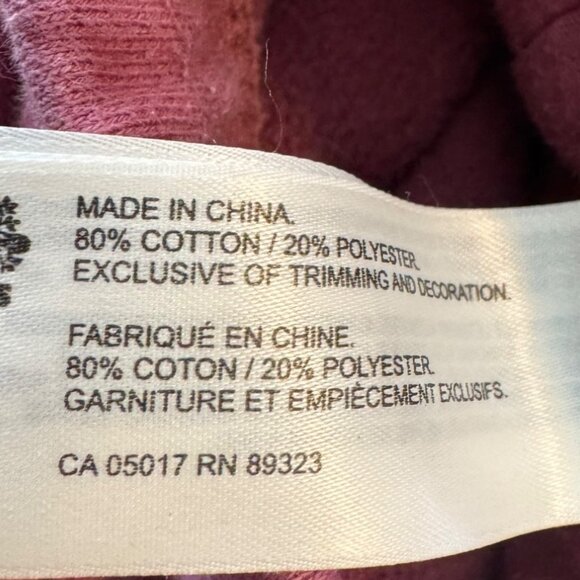 MADE IN CHINA.
80% COTTON / 20% POLYESTER.
EXCLUSIVE OF TRIMMING AND DECORATION.
FABRIQUÉ EN CHINE.
80% COTON / 20% POLYESTER.
GARNITURE ET EMPIÈCEMENT EXCLUSIFS.
CA 05017 RN 89323